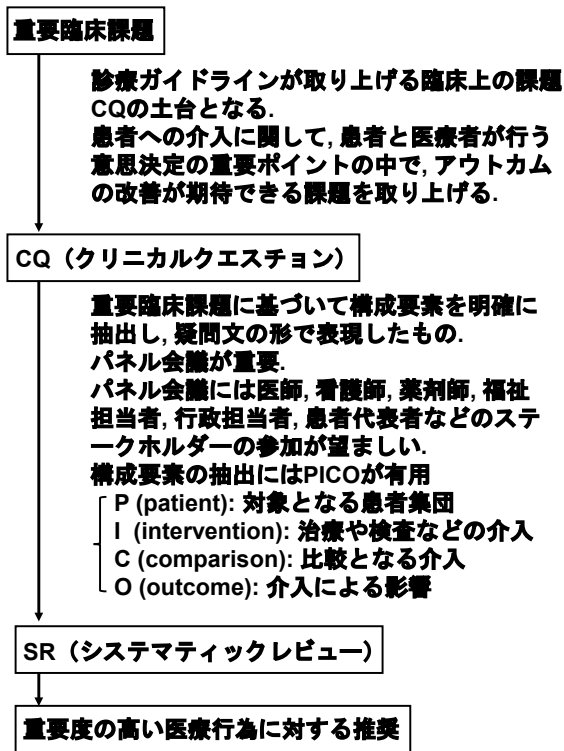 重要臨床課題
診療ガイドラインが取り上げる臨床上の課題
CQの土台となる.
患者への介入に関して, 患者と医療者が行う
意思決定の重要ポイントの中で, アウトカム
の改善が期待できる課題を取り上げる.
CQ（クリニカルクエスチョン）
重要臨床課題に基づいて構成要素を明確に
抽出し, 疑問文の形で表現したもの.
パネル会議が重要.
パネル会議には医師, 看護師, 薬剤師, 福祉
担当者, 行政担当者, 患者代表者などのステ
ークホルダーの参加が望ましい.
構成要素の抽出にはPICOが有用
P (patient): 対象となる患者集団
I (intervention): 治療や検査などの介入
C (comparison): 比較となる介入
O (outcome): 介入による影響
SR（システマティックレビュー）
重要度の高い医療行為に対する推奨